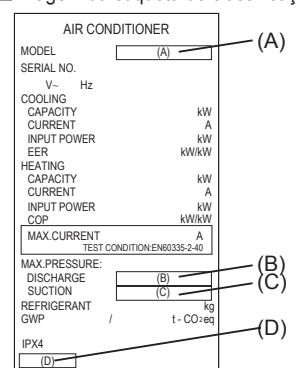 AIR CONDITIONER
MODEL (A) (A)
SERIAL NO.
V~ Hz
COOLING
CAPACITY kW
CURRENT A
INPUT POWER kW
EER kW/kW
HEATING
CAPACITY kW
CURRENT A
INPUT POWER kW
COP kW/kW
MAX.CURRENT A
TEST CONDITION:EN60335-2-40
MAX.PRESSURE:
DISCHARGE (B) (B)
SUCTION (C) (C)
REFRIGERANT kg
GWP / t - CO2eq
IPX4 (D)
(D)